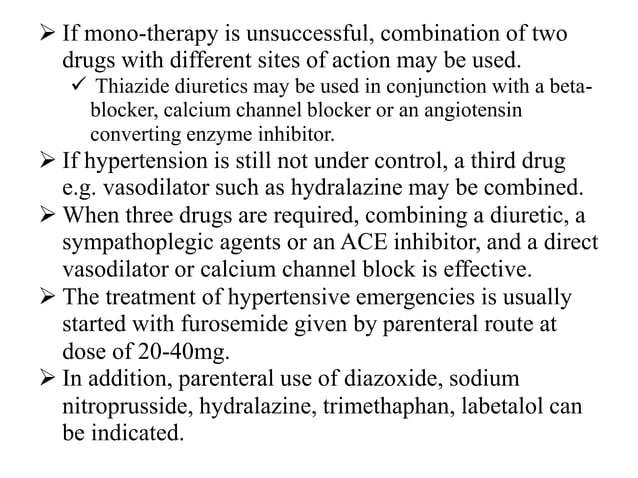 ➢ If mono-therapy is unsuccessful, combination of two
drugs with different sites of action may be used.
✓ Thiazide diuretics may be used in conjunction with a beta-
blocker, calcium channel blocker or an angiotensin
converting enzyme inhibitor.
➢ If hypertension is still not under control, a third drug
e.g. vasodilator such as hydralazine may be combined.
➢ When three drugs are required, combining a diuretic, a
sympathoplegic agents or an ACE inhibitor, and a direct
vasodilator or calcium channel block is effective.
➢ The treatment of hypertensive emergencies is usually
started with furosemide given by parenteral route at
dose of 20-40mg.
➢ In addition, parenteral use of diazoxide, sodium
nitroprusside, hydralazine, trimethaphan, labetalol can
be indicated.